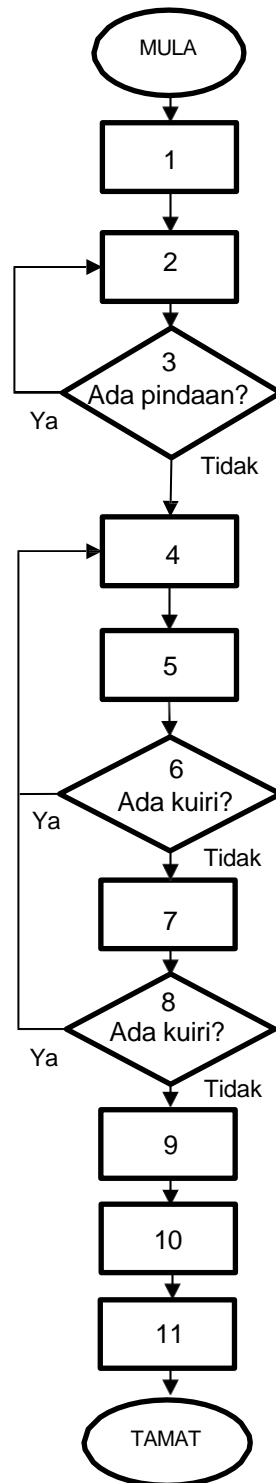 MULA
1
2
3
Ada pindaan?
Ya
Tidak
4
5
6
Ada kuiri?
Ya
Tidak
7
8
Ada kuiri?
Ya
Tidak
9
10
11
TAMAT